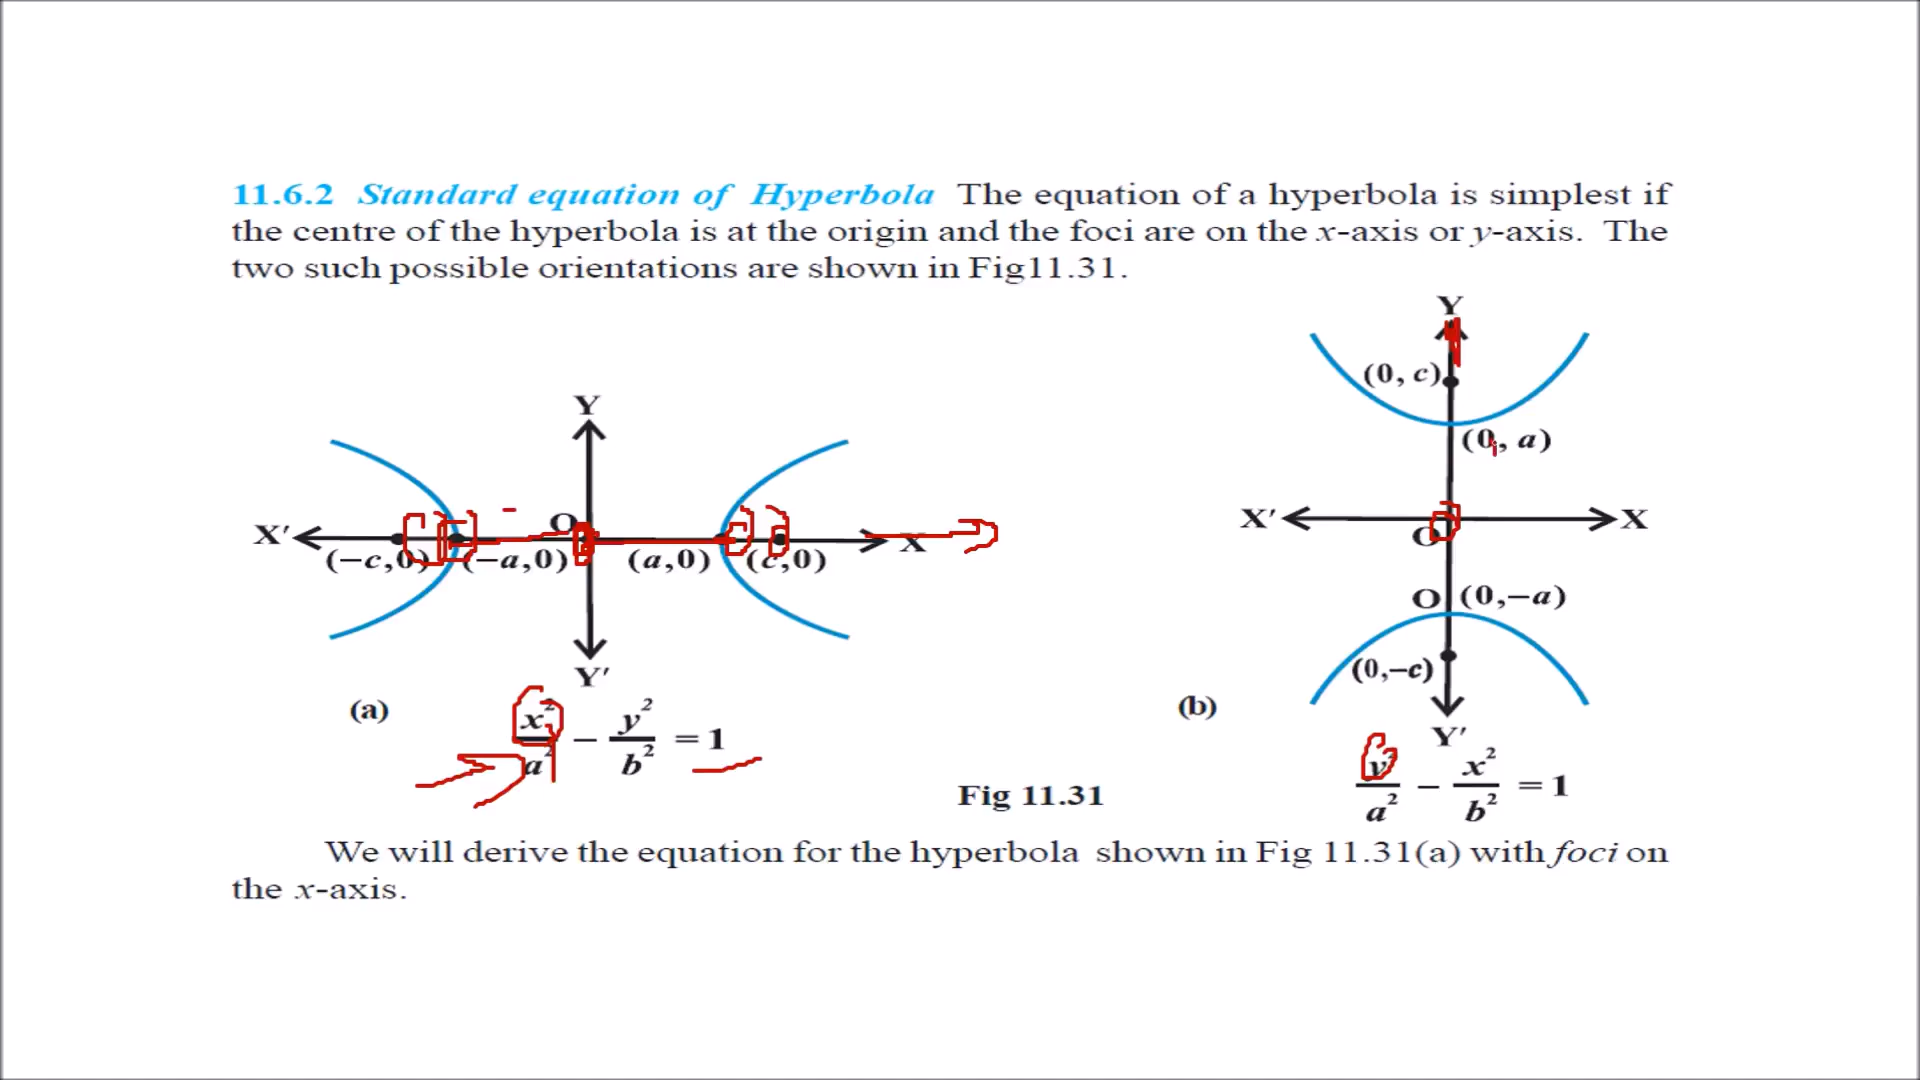 11.6.2 Standard equation of Hyperbola The equation of a hyperbola is simplest if
the centre of the hyperbola is at the origin and the foci are on the x-axis or y-axis. The
two such possible orientations are shown in Fig11.31.
Y
X′ O X
(−c,0) (−a,0) (a,0) (c,0)
Y′
(a)
x²/a² − y²/b² = 1
Y
(0, c)
(0, a)
X′ O X
O (0,−a)
(0,−c)
Y′
(b)
y²/a² − x²/b² = 1
Fig 11.31
We will derive the equation for the hyperbola shown in Fig 11.31(a) with foci on
the x-axis.